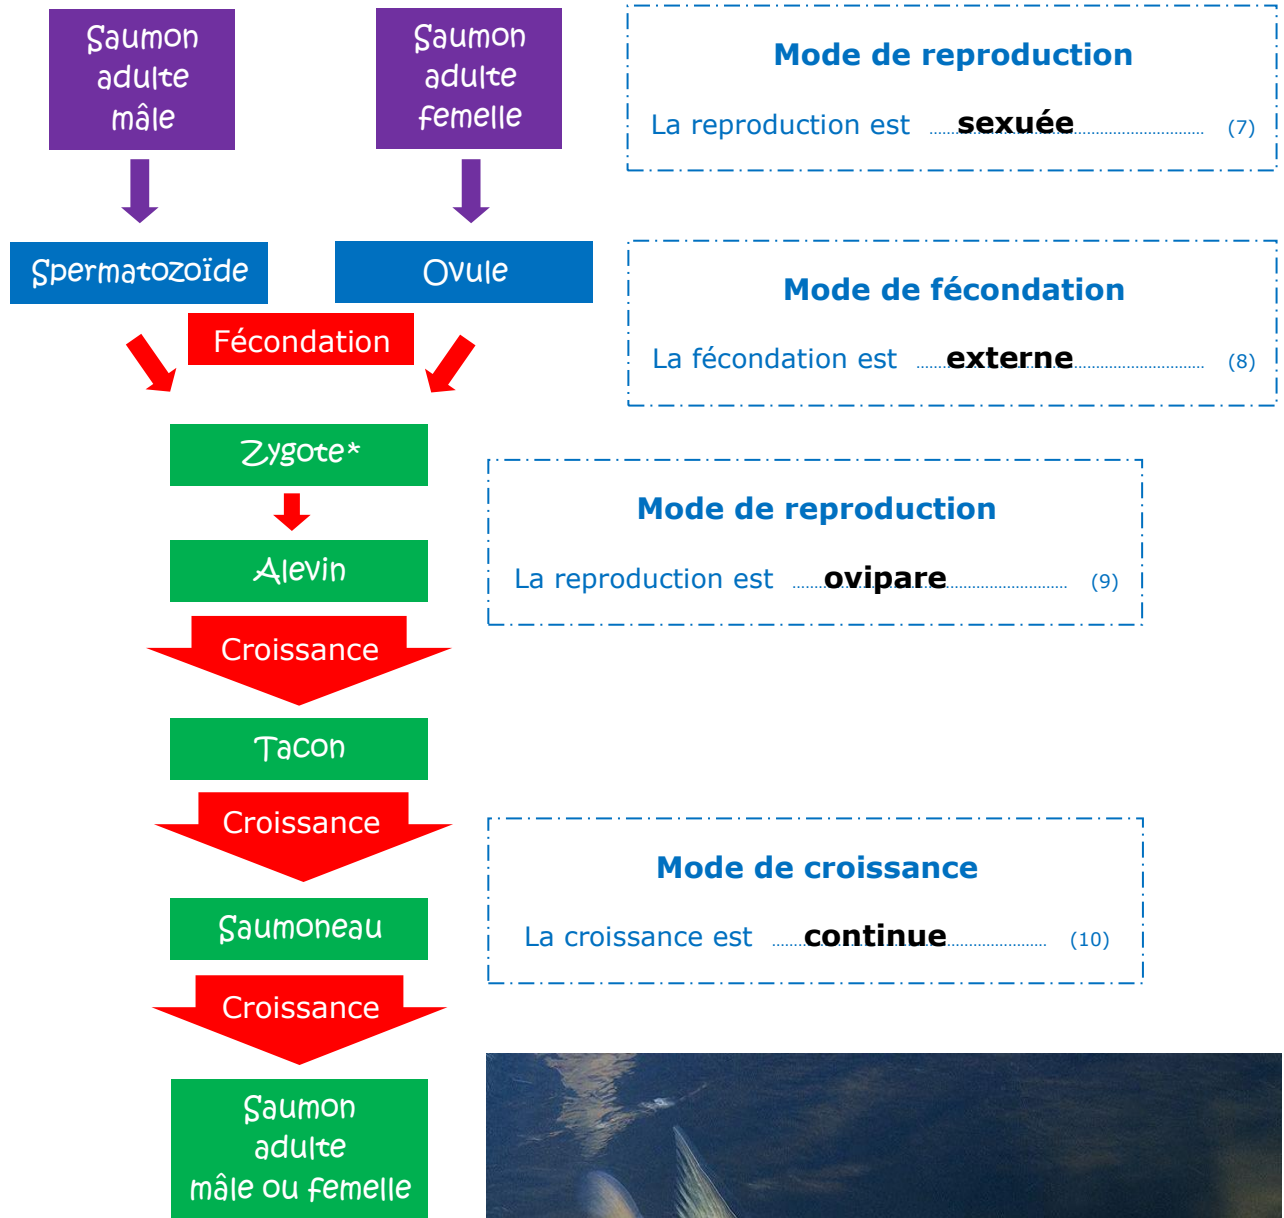 Saumon
adulte
mâle
Saumon
adulte
femelle
Mode de reproduction
La reproduction est sexuée (7)
Spermatozoïde
Ovule
Fécondation
Mode de fécondation
La fécondation est externe (8)
Zygote*
Mode de reproduction
La reproduction est ovipare (9)
Alevin
Croissance
Tacon
Croissance
Mode de croissance
La croissance est continue (10)
Saumoneau
Croissance
Saumon
adulte
mâle ou femelle